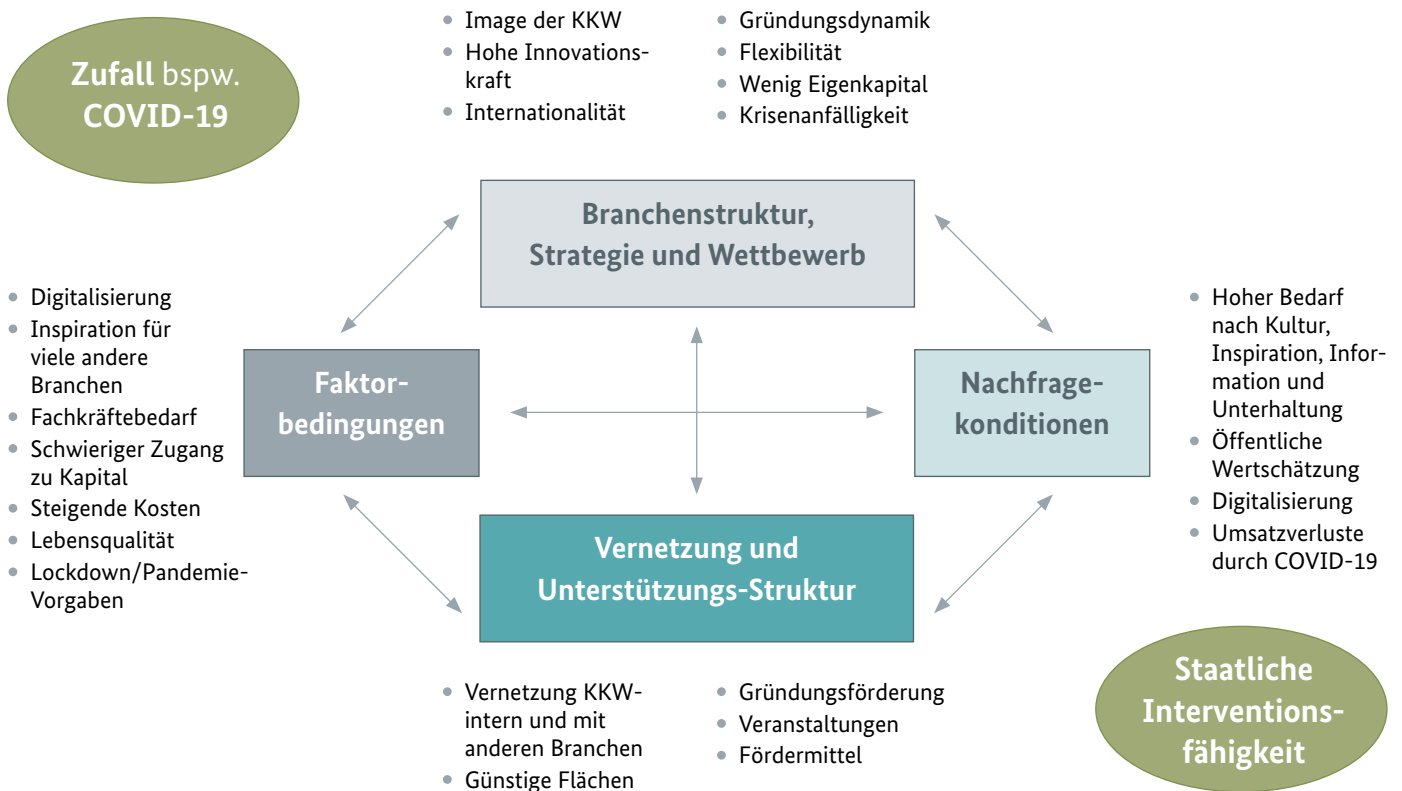 Zufall bspw.
COVID-19
Image der KKW
Hohe Innovations-
kraft
Internationalität
Gründungsdynamik
Flexibilität
Wenig Eigenkapital
Krisenanfälligkeit
Branchenstruktur,
Strategie und Wettbewerb
Digitalisierung
Inspiration für
viele andere
Branchen
Fachkräftebedarf
Schwieriger Zugang
zu Kapital
Steigende Kosten
Lebensqualität
Lockdown/Pandemie-
Vorgaben
Faktor-
bedingungen
Nachfrage-
konditionen
Hoher Bedarf
nach Kultur,
Inspiration, Infor-
mation und
Unterhaltung
Öffentliche
Wertschätzung
Digitalisierung
Umsatzverluste
durch COVID-19
Vernetzung und
Unterstützungs-Struktur
Vernetzung KKW-
intern und mit
anderen Branchen
Günstige Flächen
Gründungsförderung
Veranstaltungen
Fördermittel
Staatliche
Interventions-
fähigkeit